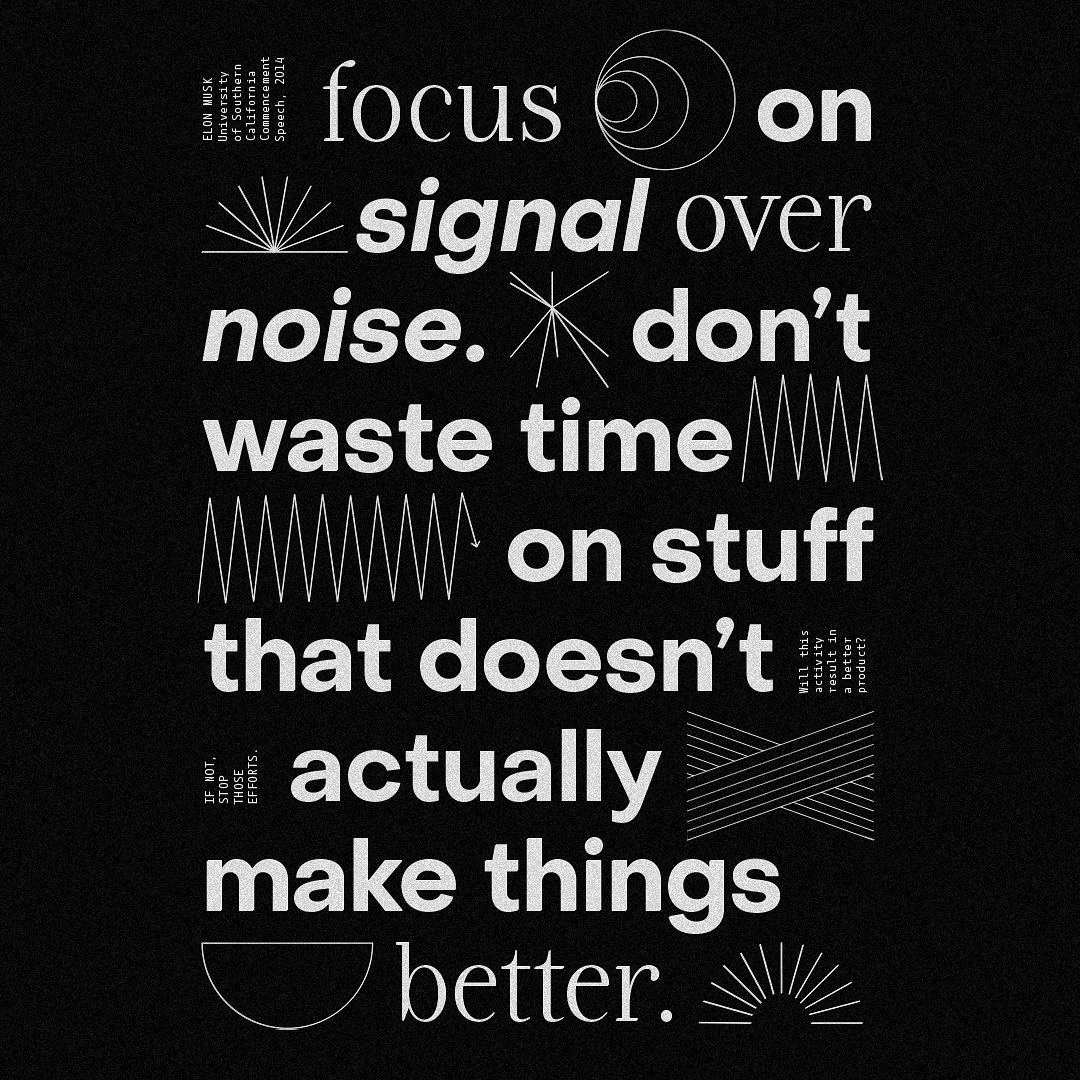 ELON MUSK
University
of Southern
California
Commencement
Speech, 2014
focus on
signal over
noise. don’t
waste time
on stuff
that doesn’t
Will this
activity
result in
a better
product?
IF NOT,
STOP
THOSE
EFFORTS.
actually
make things
better.